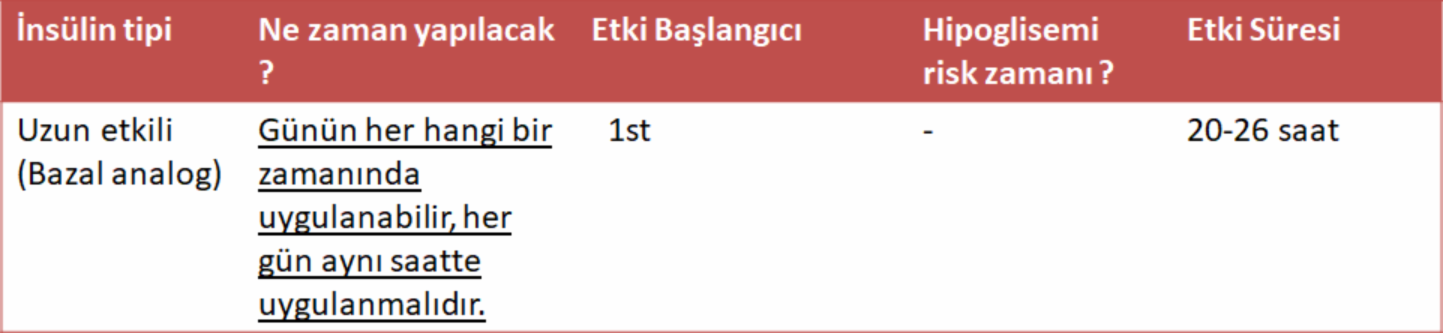 İnsülin tipi Ne zaman yapılacak Etki Başlangıcı Hipoglisemi Etki Süresi
? risk zamanı ?
Uzun etkili Günün her hangi bir 1st - 20-26 saat
(Bazal analog) zamanında
uygulanabilir, her
gün aynı saatte
uygulanmalıdır.